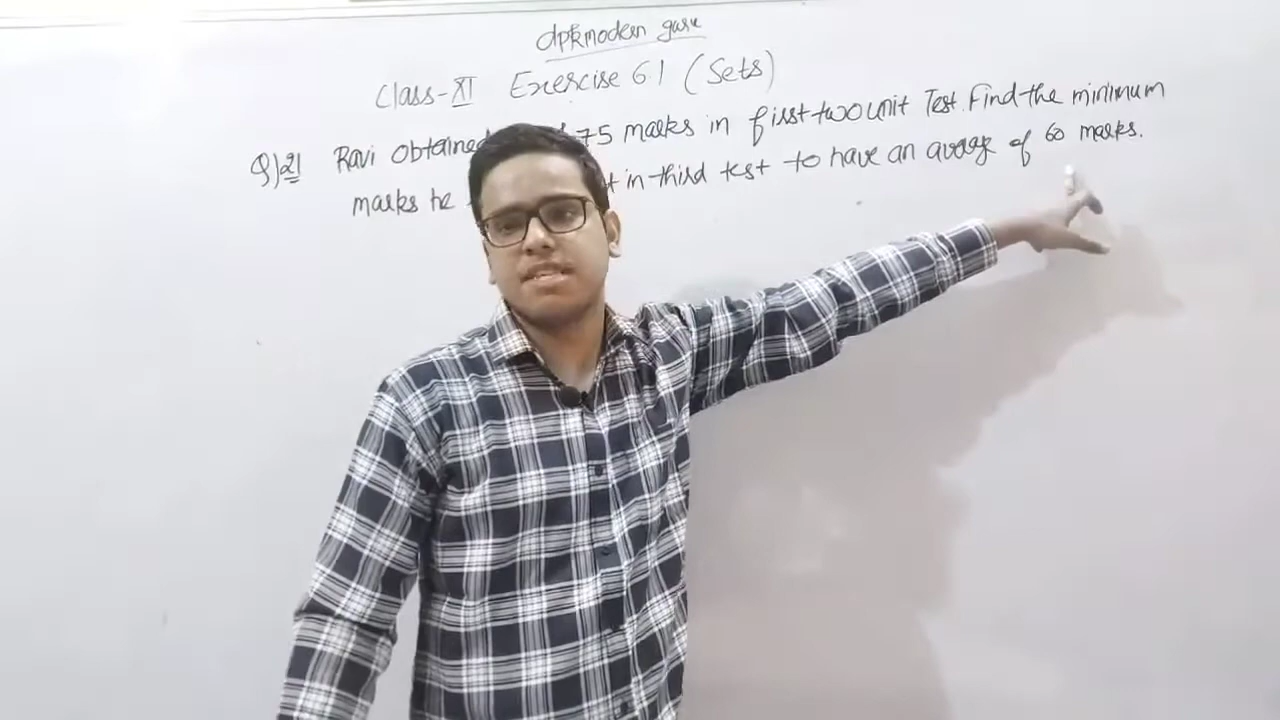 dpkmodern guru
Class-XI Exercise 6.1 (Sets)
Q)21 Ravi obtained 75 marks in first two unit Test. Find the minimum
marks he in third test to have an average of 60 marks.